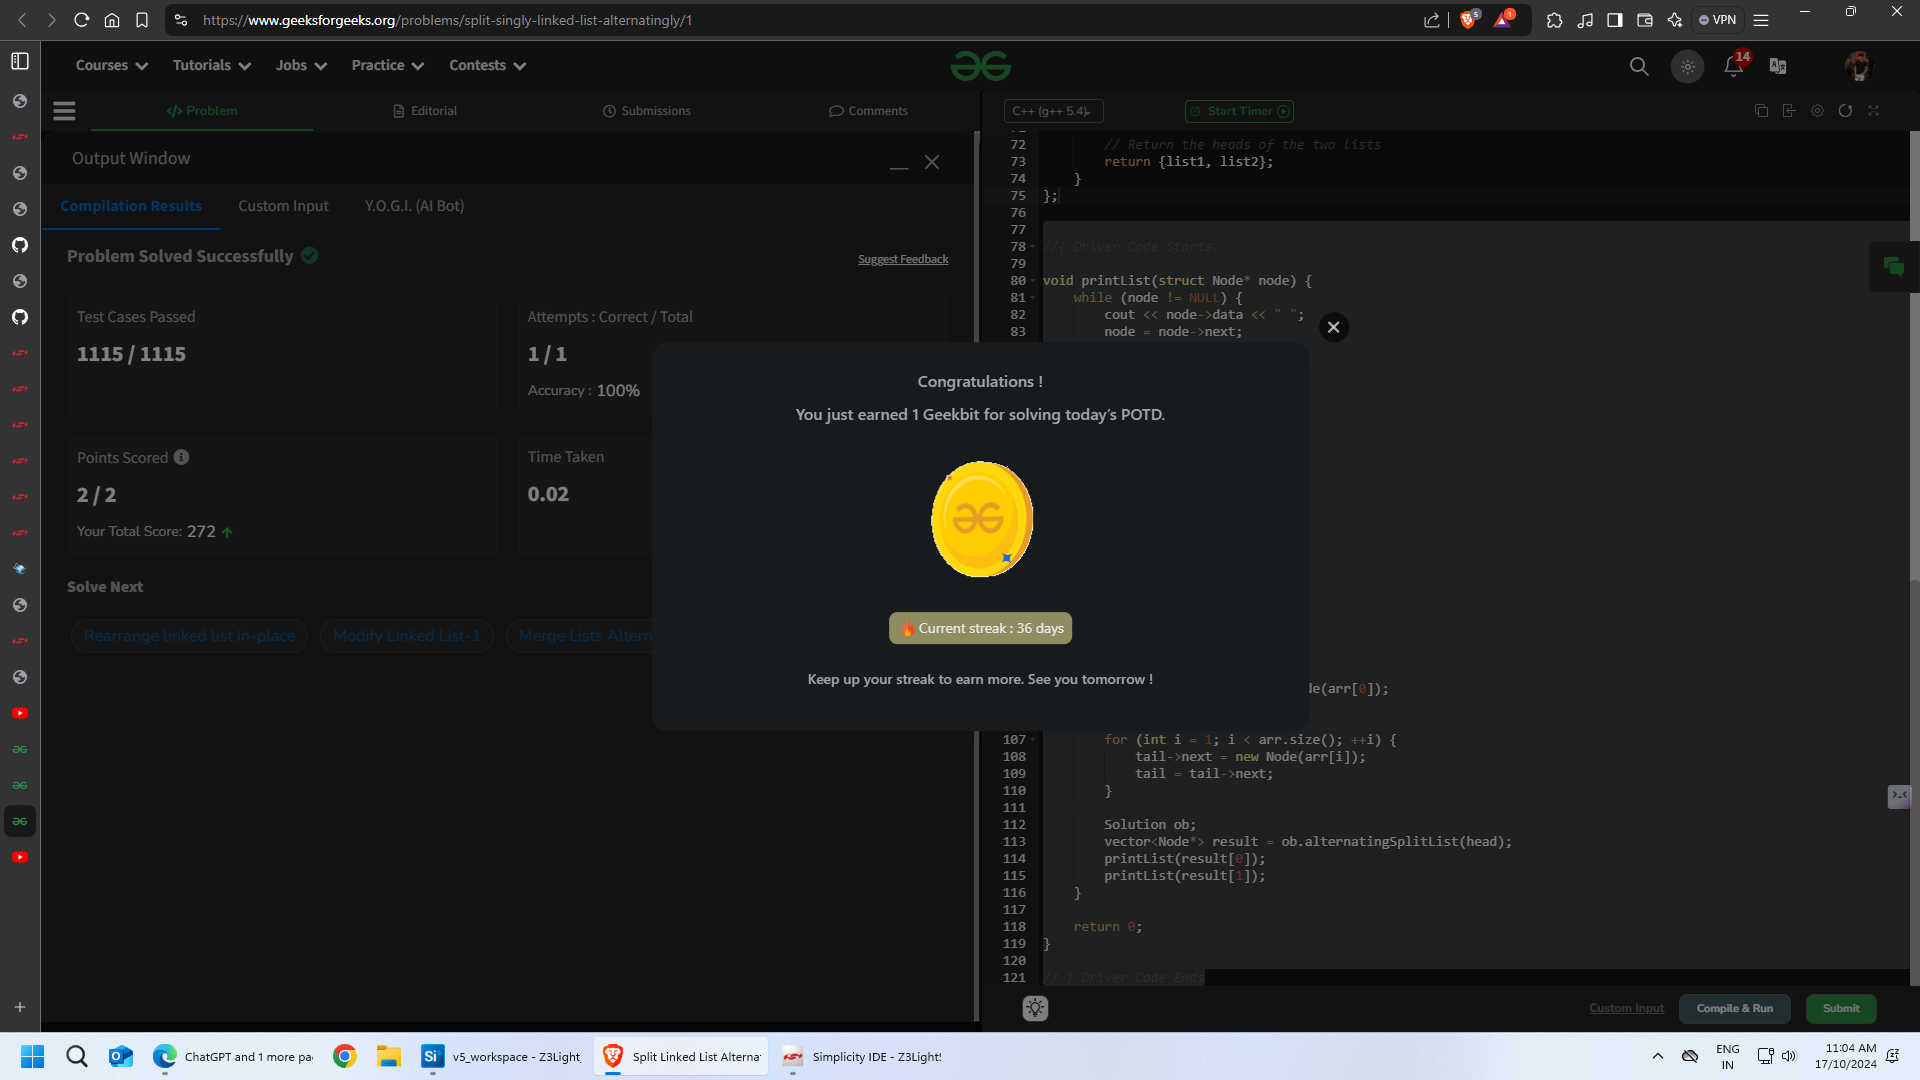 https://www.geeksforgeeks.org/problems/split-singly-linked-list-alternatingly/1
5
1
VPN
Courses
Tutorials
Jobs
Practice
Contests
14
</> Problem
Editorial
Submissions
Comments
C++ (g++ 5.4)
Start Timer
Output Window
Compilation Results
Custom Input
Y.O.G.I. (AI Bot)
Problem Solved Successfully
Suggest Feedback
Test Cases Passed
1115 / 1115
Attempts : Correct / Total
1 / 1
Accuracy : 100%
Points Scored
2 / 2
Your Total Score: 272
Time Taken
0.02
Solve Next
Rearrange linked list in-place
Modify Linked List-1
Merge Lists Altern
Congratulations !
You just earned 1 Geekbit for solving today's POTD.
Current streak : 36 days
Keep up your streak to earn more. See you tomorrow !
72 // Return the heads of the two lists
73 return {list1, list2};
74 }
75 };
76
77
78 //{ Driver Code Starts.
79
80 void printList(struct Node* node) {
81 while (node != NULL) {
82 cout << node->data << " ";
83 node = node->next;
de(arr[0]);
107 for (int i = 1; i < arr.size(); ++i) {
108 tail->next = new Node(arr[i]);
109 tail = tail->next;
110 }
111
112 Solution ob;
113 vector<Node*> result = ob.alternatingSplitList(head);
114 printList(result[0]);
115 printList(result[1]);
116 }
117
118 return 0;
119 }
120
121 // } Driver Code Ends
Custom Input
Compile & Run
Submit
ChatGPT and 1 more pa
v5_workspace - Z3Light
Split Linked List Alterna
Simplicity IDE - Z3Light
ENG
IN
11:04 AM
17/10/2024